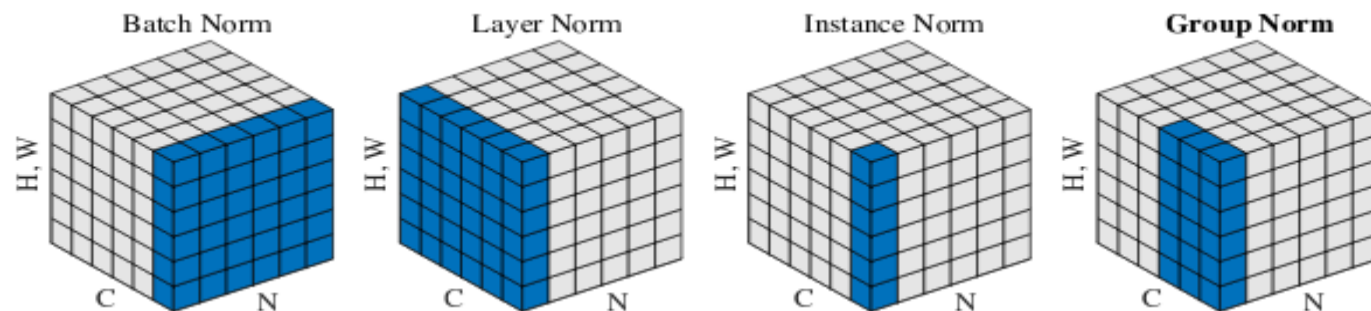 Batch Norm
Layer Norm
Instance Norm
Group Norm
H, W
C
N
H, W
C
N
H, W
C
N
H, W
C
N